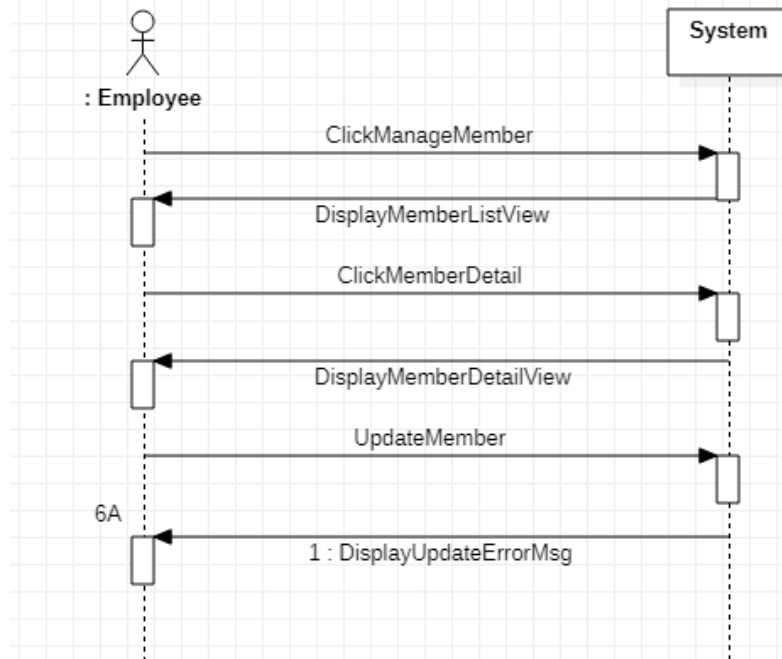 System
: Employee
ClickManageMember
DisplayMemberListView
ClickMemberDetail
DisplayMemberDetailView
UpdateMember
6A
1 : DisplayUpdateErrorMsg